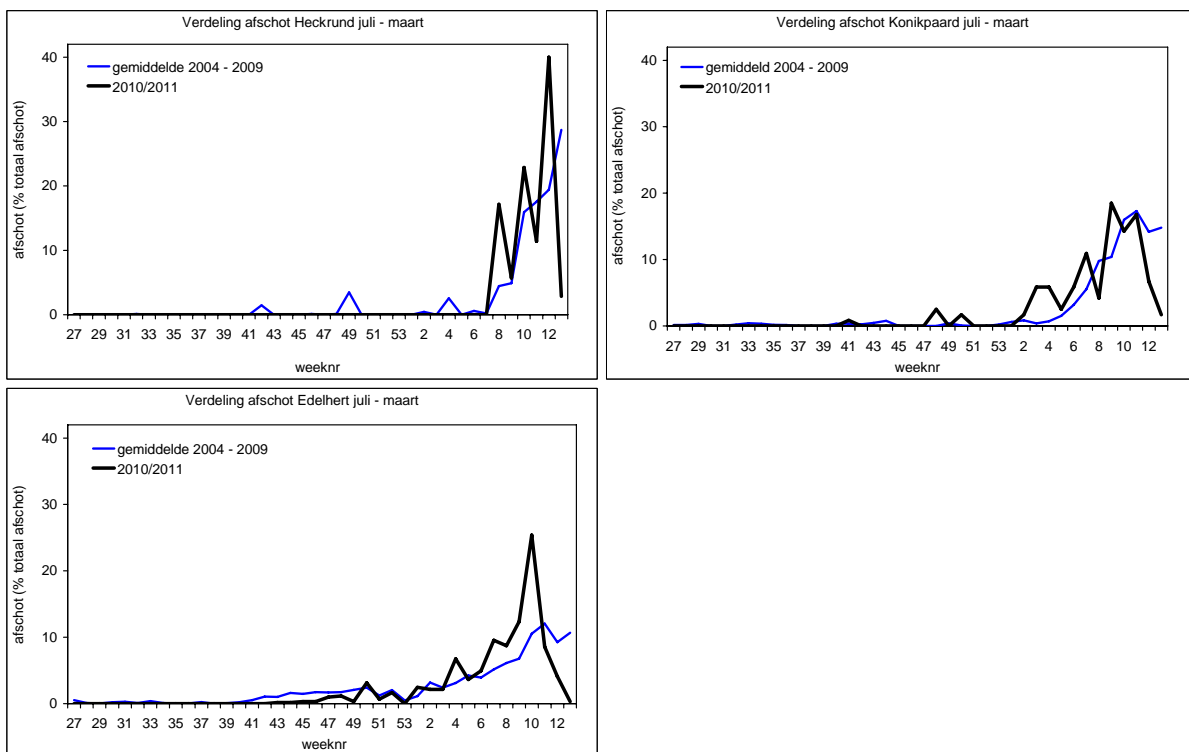 Verdeling afschot Heckrund juli - maart
afschot (% totaal afschot)
40
30
20
10
0
gemiddelde 2004 - 2009
2010/2011
27 29 31 33 35 37 39 41 43 45 47 49 51 53 2 4 6 8 10 12
weeknr
Verdeling afschot Konikpaard juli - maart
afschot (% totaal afschot)
40
30
20
10
0
gemiddeld 2004 - 2009
2010/2011
27 29 31 33 35 37 39 41 43 45 47 49 51 53 2 4 6 8 10 12
weeknr
Verdeling afschot Edelhert juli - maart
afschot (% totaal afschot)
40
30
20
10
0
gemiddelde 2004 - 2009
2010/2011
27 29 31 33 35 37 39 41 43 45 47 49 51 53 2 4 6 8 10 12
weeknr